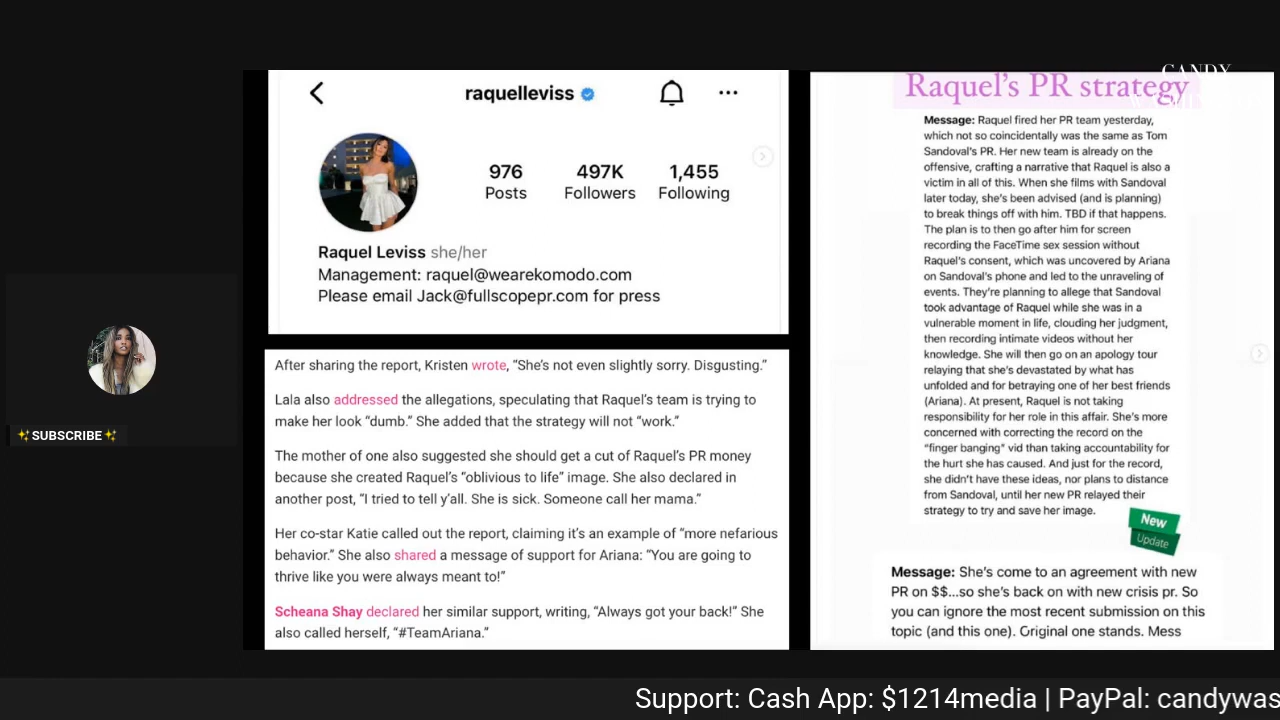 raquelleviss
976
497K
1,455
Posts
Followers
Following
Raquel Leviss she/her
Management: raquel@wearekomodo.com
Please email Jack@fullscopepr.com for press
After sharing the report, Kristen wrote, “She’s not even slightly sorry. Disgusting.”
Lala also addressed the allegations, speculating that Raquel’s team is trying to
make her look “dumb.” She added that the strategy will not “work.”
The mother of one also suggested she should get a cut of Raquel’s PR money
because she created Raquel’s “oblivious to life” image. She also declared in
another post, “I tried to tell y’all. She is sick. Someone call her mama.”
Her co-star Katie called out the report, claiming it’s an example of “more nefarious
behavior.” She also shared a message of support for Ariana: “You are going to
thrive like you were always meant to!”
Scheana Shay declared her similar support, writing, “Always got your back!” She
also called herself, “#TeamAriana.”
CANDY
Raquel’s PR strategy
Message: Raquel fired her PR team yesterday,
which not so coincidentally was the same as Tom
Sandoval’s PR. Her new team is already on the
offensive, crafting a narrative that Raquel is also a
victim in all of this. When she films with Sandoval
later today, she’s been advised (and is planning)
to break things off with him. TBD if that happens.
The plan is to then go after him for screen
recording the FaceTime sex session without
Raquel’s consent, which was uncovered by Ariana
on Sandoval’s phone and led to the unraveling of
events. They’re planning to allege that Sandoval
took advantage of Raquel while she was in a
vulnerable moment in life, clouding her judgment,
then recording intimate videos without her
knowledge. She will then go on an apology tour
relaying that she’s devastated by what has
unfolded and for betraying one of her best friends
(Ariana). At present, Raquel is not taking
responsibility for her role in this affair. She’s more
concerned with correcting the record on the
“finger banging” vid than taking accountability for
the hurt she has caused. And just for the record,
she didn’t have these ideas, nor plans to distance
from Sandoval, until her new PR relayed their
strategy to try and save her image.
New
Update
Message: She’s come to an agreement with new
PR on $$...so she’s back on with new crisis pr. So
you can ignore the most recent submission on this
topic (and this one). Original one stands. Mess
✨SUBSCRIBE✨
Support: Cash App: $1214media | PayPal: candywas